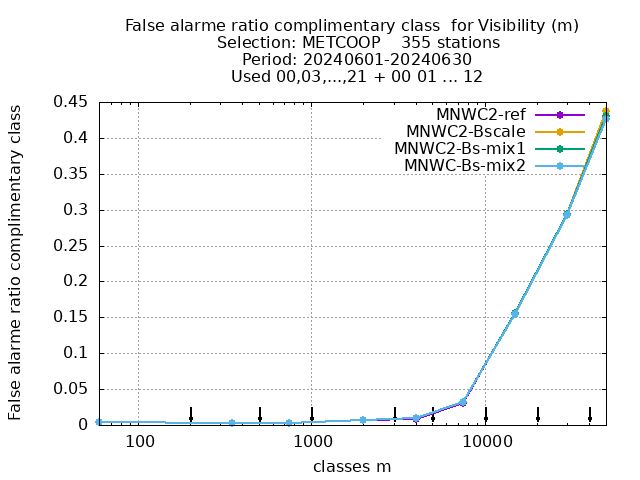 False alarme ratio complimentary class  for Visibility (m)
Selection: METCOOP    355 stations
Period: 20240601-20240630
Used 00,03,...,21 + 00 01 ... 12
False alarme ratio complimentary class
0.45
0.4
0.35
0.3
0.25
0.2
0.15
0.1
0.05
0
MNWC2-ref
MNWC2-Bscale
MNWC2-Bs-mix1
MNWC-Bs-mix2
100 1000 10000
classes m